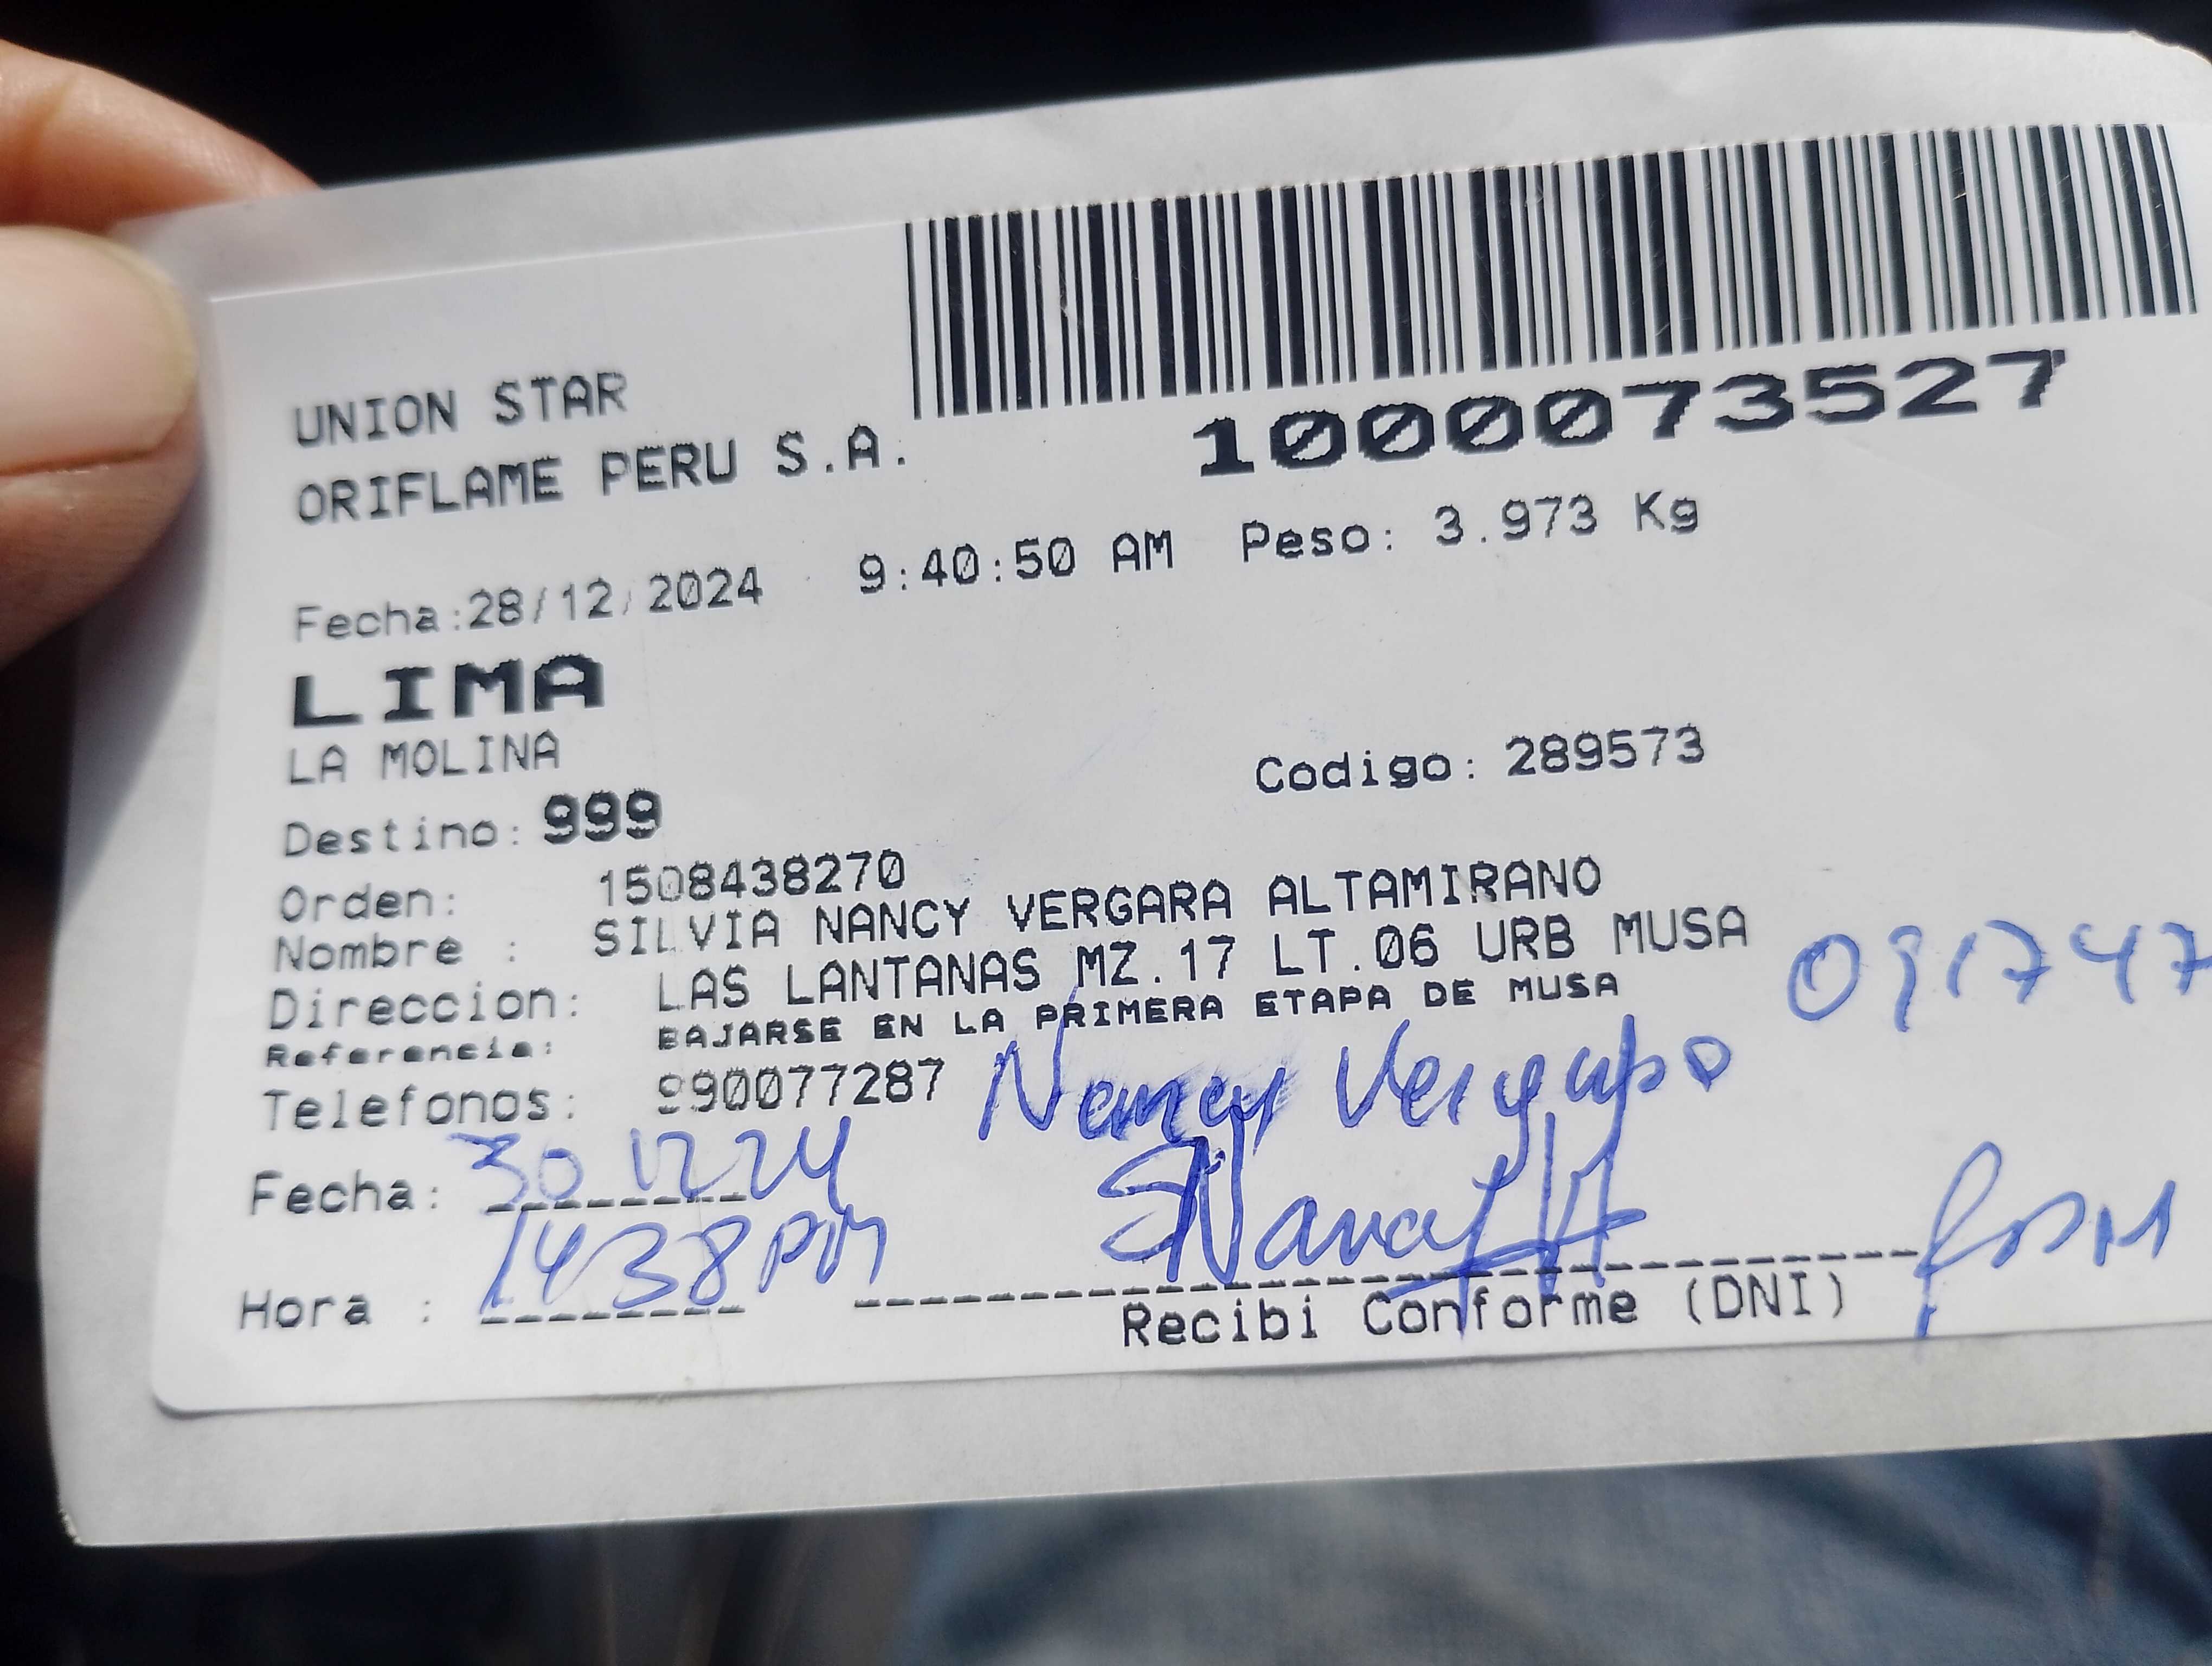 UNION STAR
ORIFLAME PERU S.A.
1000073527
Fecha:28/12/2024 9:40:50 AM Peso: 3.973 Kg
LIMA
LA MOLINA
Codigo: 289573
Destino: 999
Orden: 1508438270
Nombre : SILVIA NANCY VERGARA ALTAMIRANO
Direccion: LAS LANTANAS MZ.17 LT.06 URB MUSA
Referencia: BAJARSE EN LA PRIMERA ETAPA DE MUSA
Telefonos: 990077287 Nancy
Fecha: 30 12 24
Hora : 1438 pm
Recibi Conforme (DNI)